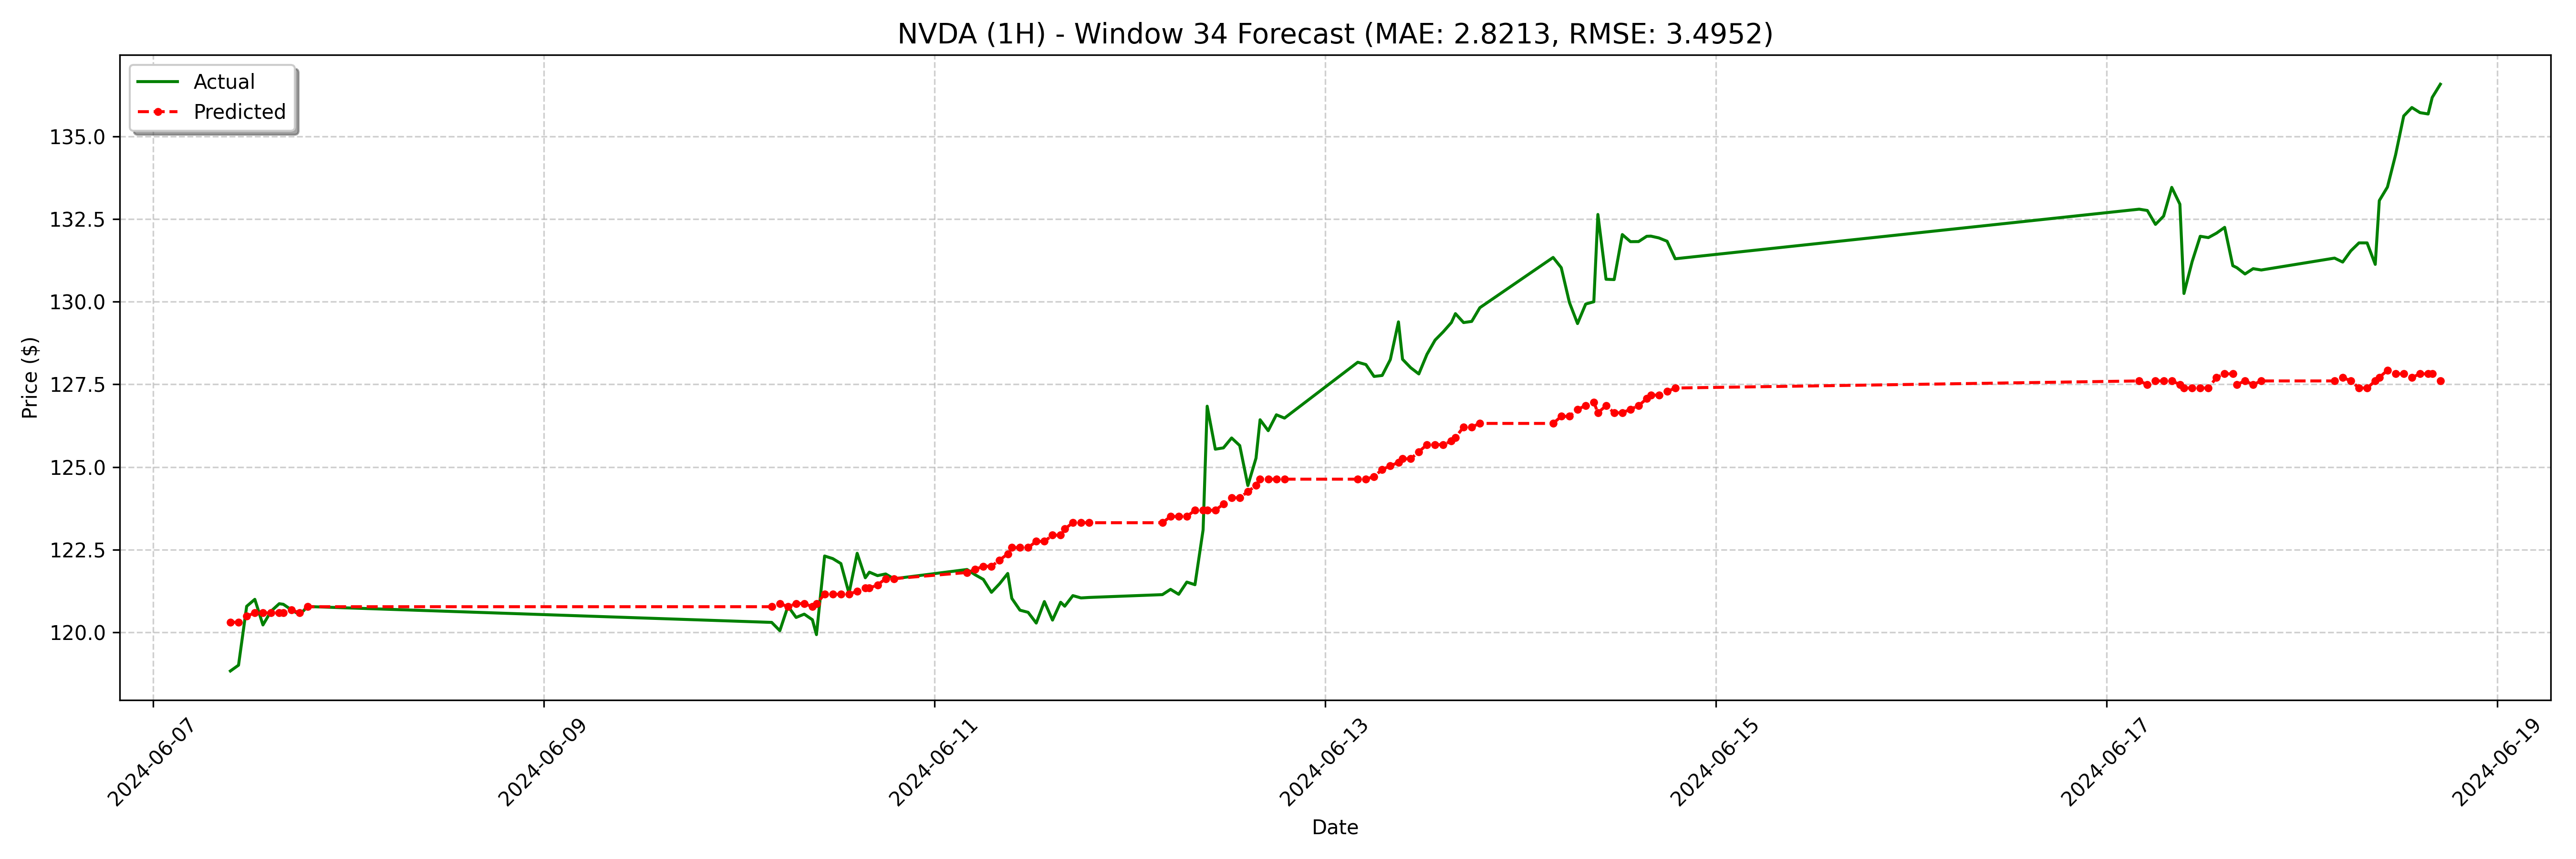 NVDA (1H) - Window 34 Forecast (MAE: 2.8213, RMSE: 3.4952)
Actual
Predicted
135.0
132.5
130.0
127.5
125.0
122.5
120.0
Price ($)
2024-06-07
2024-06-09
2024-06-11
2024-06-13
2024-06-15
2024-06-17
2024-06-19
Date